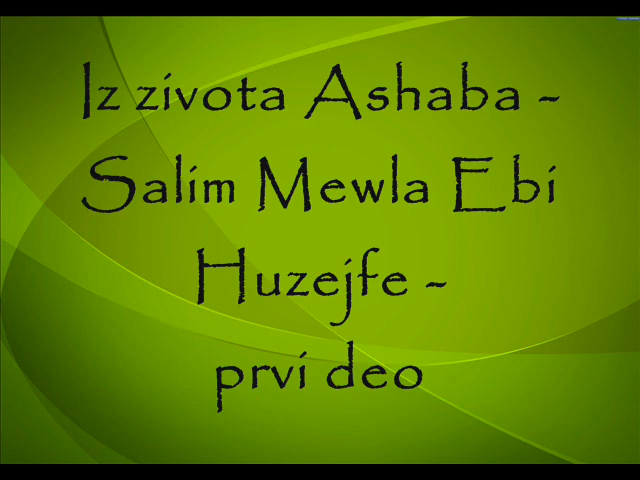 Iz zivota Ashaba -
Salim Mewla Ebi
Huzejfe -
prvi deo